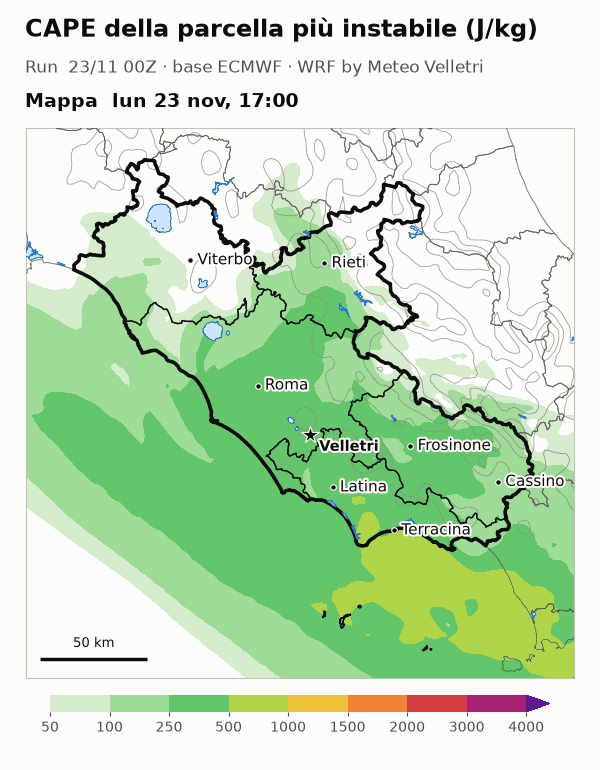 CAPE della parcella più instabile (J/kg)
Run 23/11 00Z · base ECMWF · WRF by Meteo Velletri
Mappa lun 23 nov, 17:00
Viterbo
Rieti
Roma
Velletri
Frosinone
Latina
Cassino
Terracina
50 km
50 100 250 500 1000 1500 2000 3000 4000